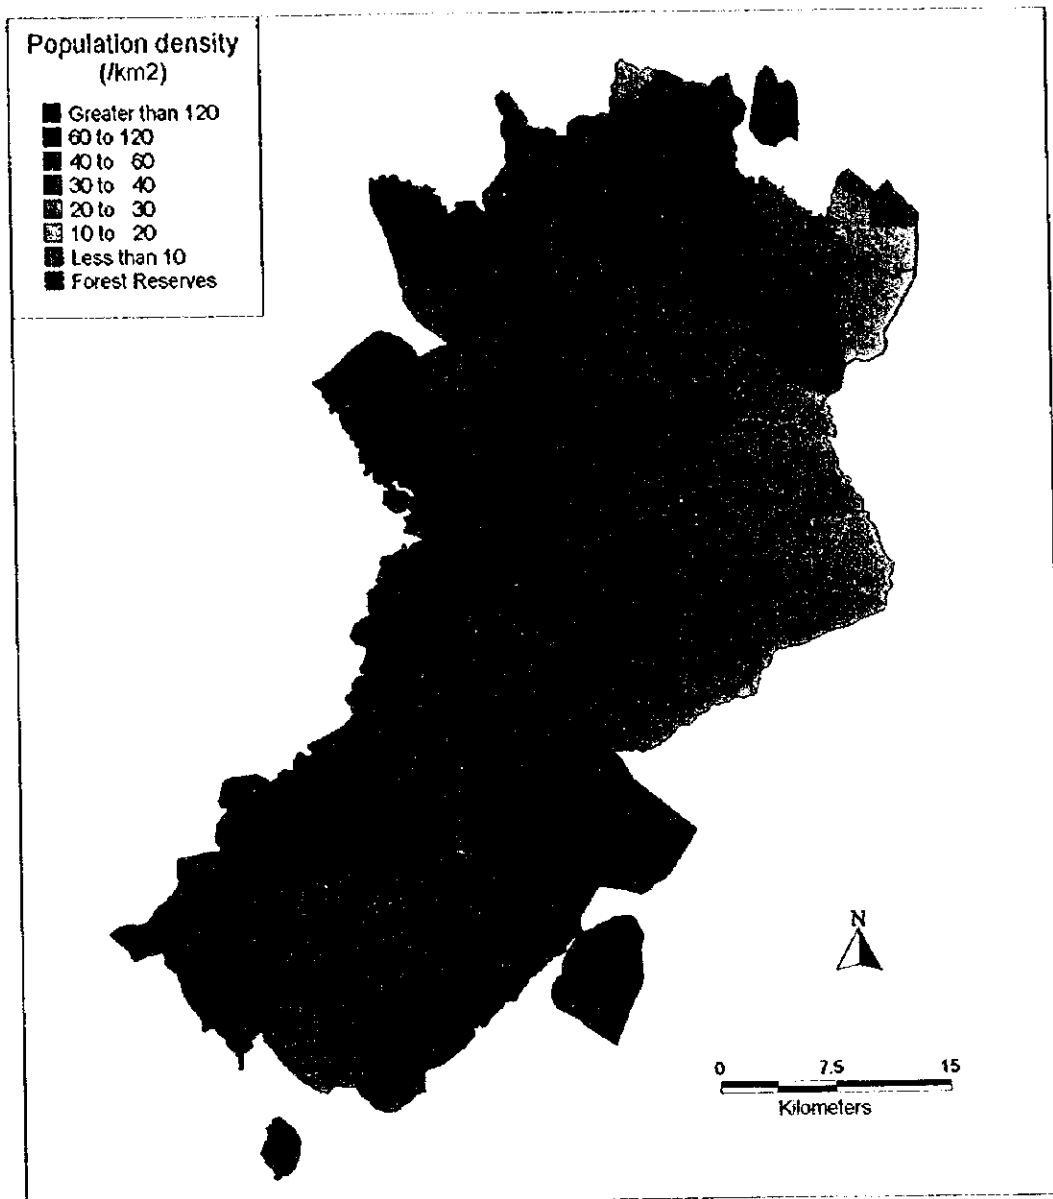 Population density
(/km2)
Greater than 120
60 to 120
40 to 60
30 to 40
20 to 30
10 to 20
Less than 10
Forest Reserves
N
0 7.5 15
Kilometers